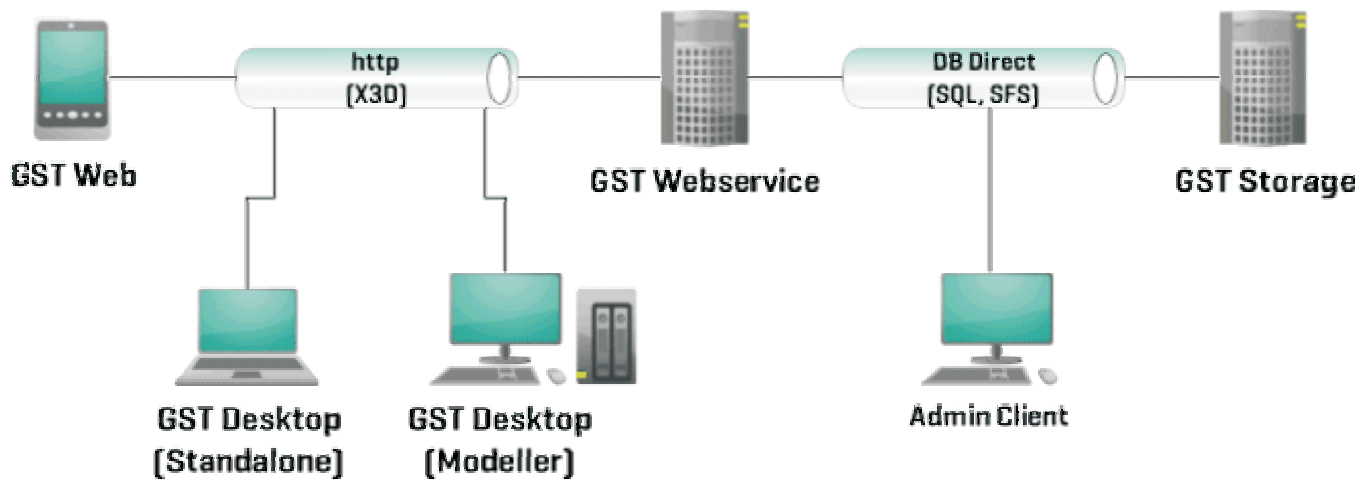 http
(X3D)
DB Direct
(SQL, SFS)
GST Web
GST Webservice
GST Storage
GST Desktop
(Standalone)
GST Desktop
(Modeller)
Admin Client